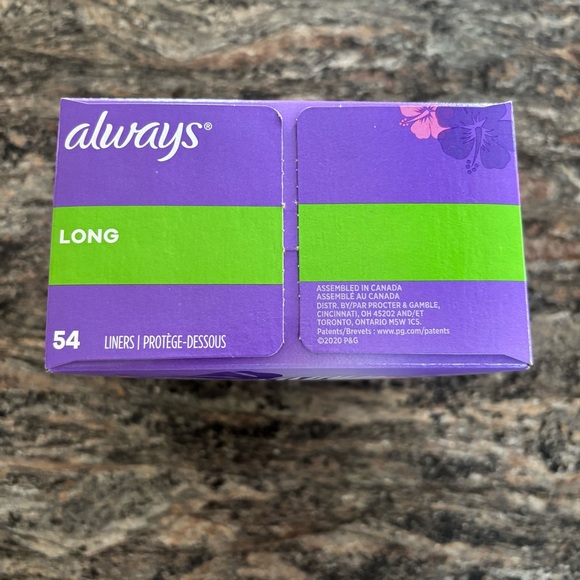 always®
LONG
54 LINERS | PROTÈGE-DESSOUS
ASSEMBLED IN CANADA
ASSEMBLÉ AU CANADA
DISTR. BY/PAR PROCTER & GAMBLE,
CINCINNATI, OH 45202 AND/ET
TORONTO, ONTARIO M5W 1C5.
Patents/Brevets : www.pg.com/patents
©2020 P&G